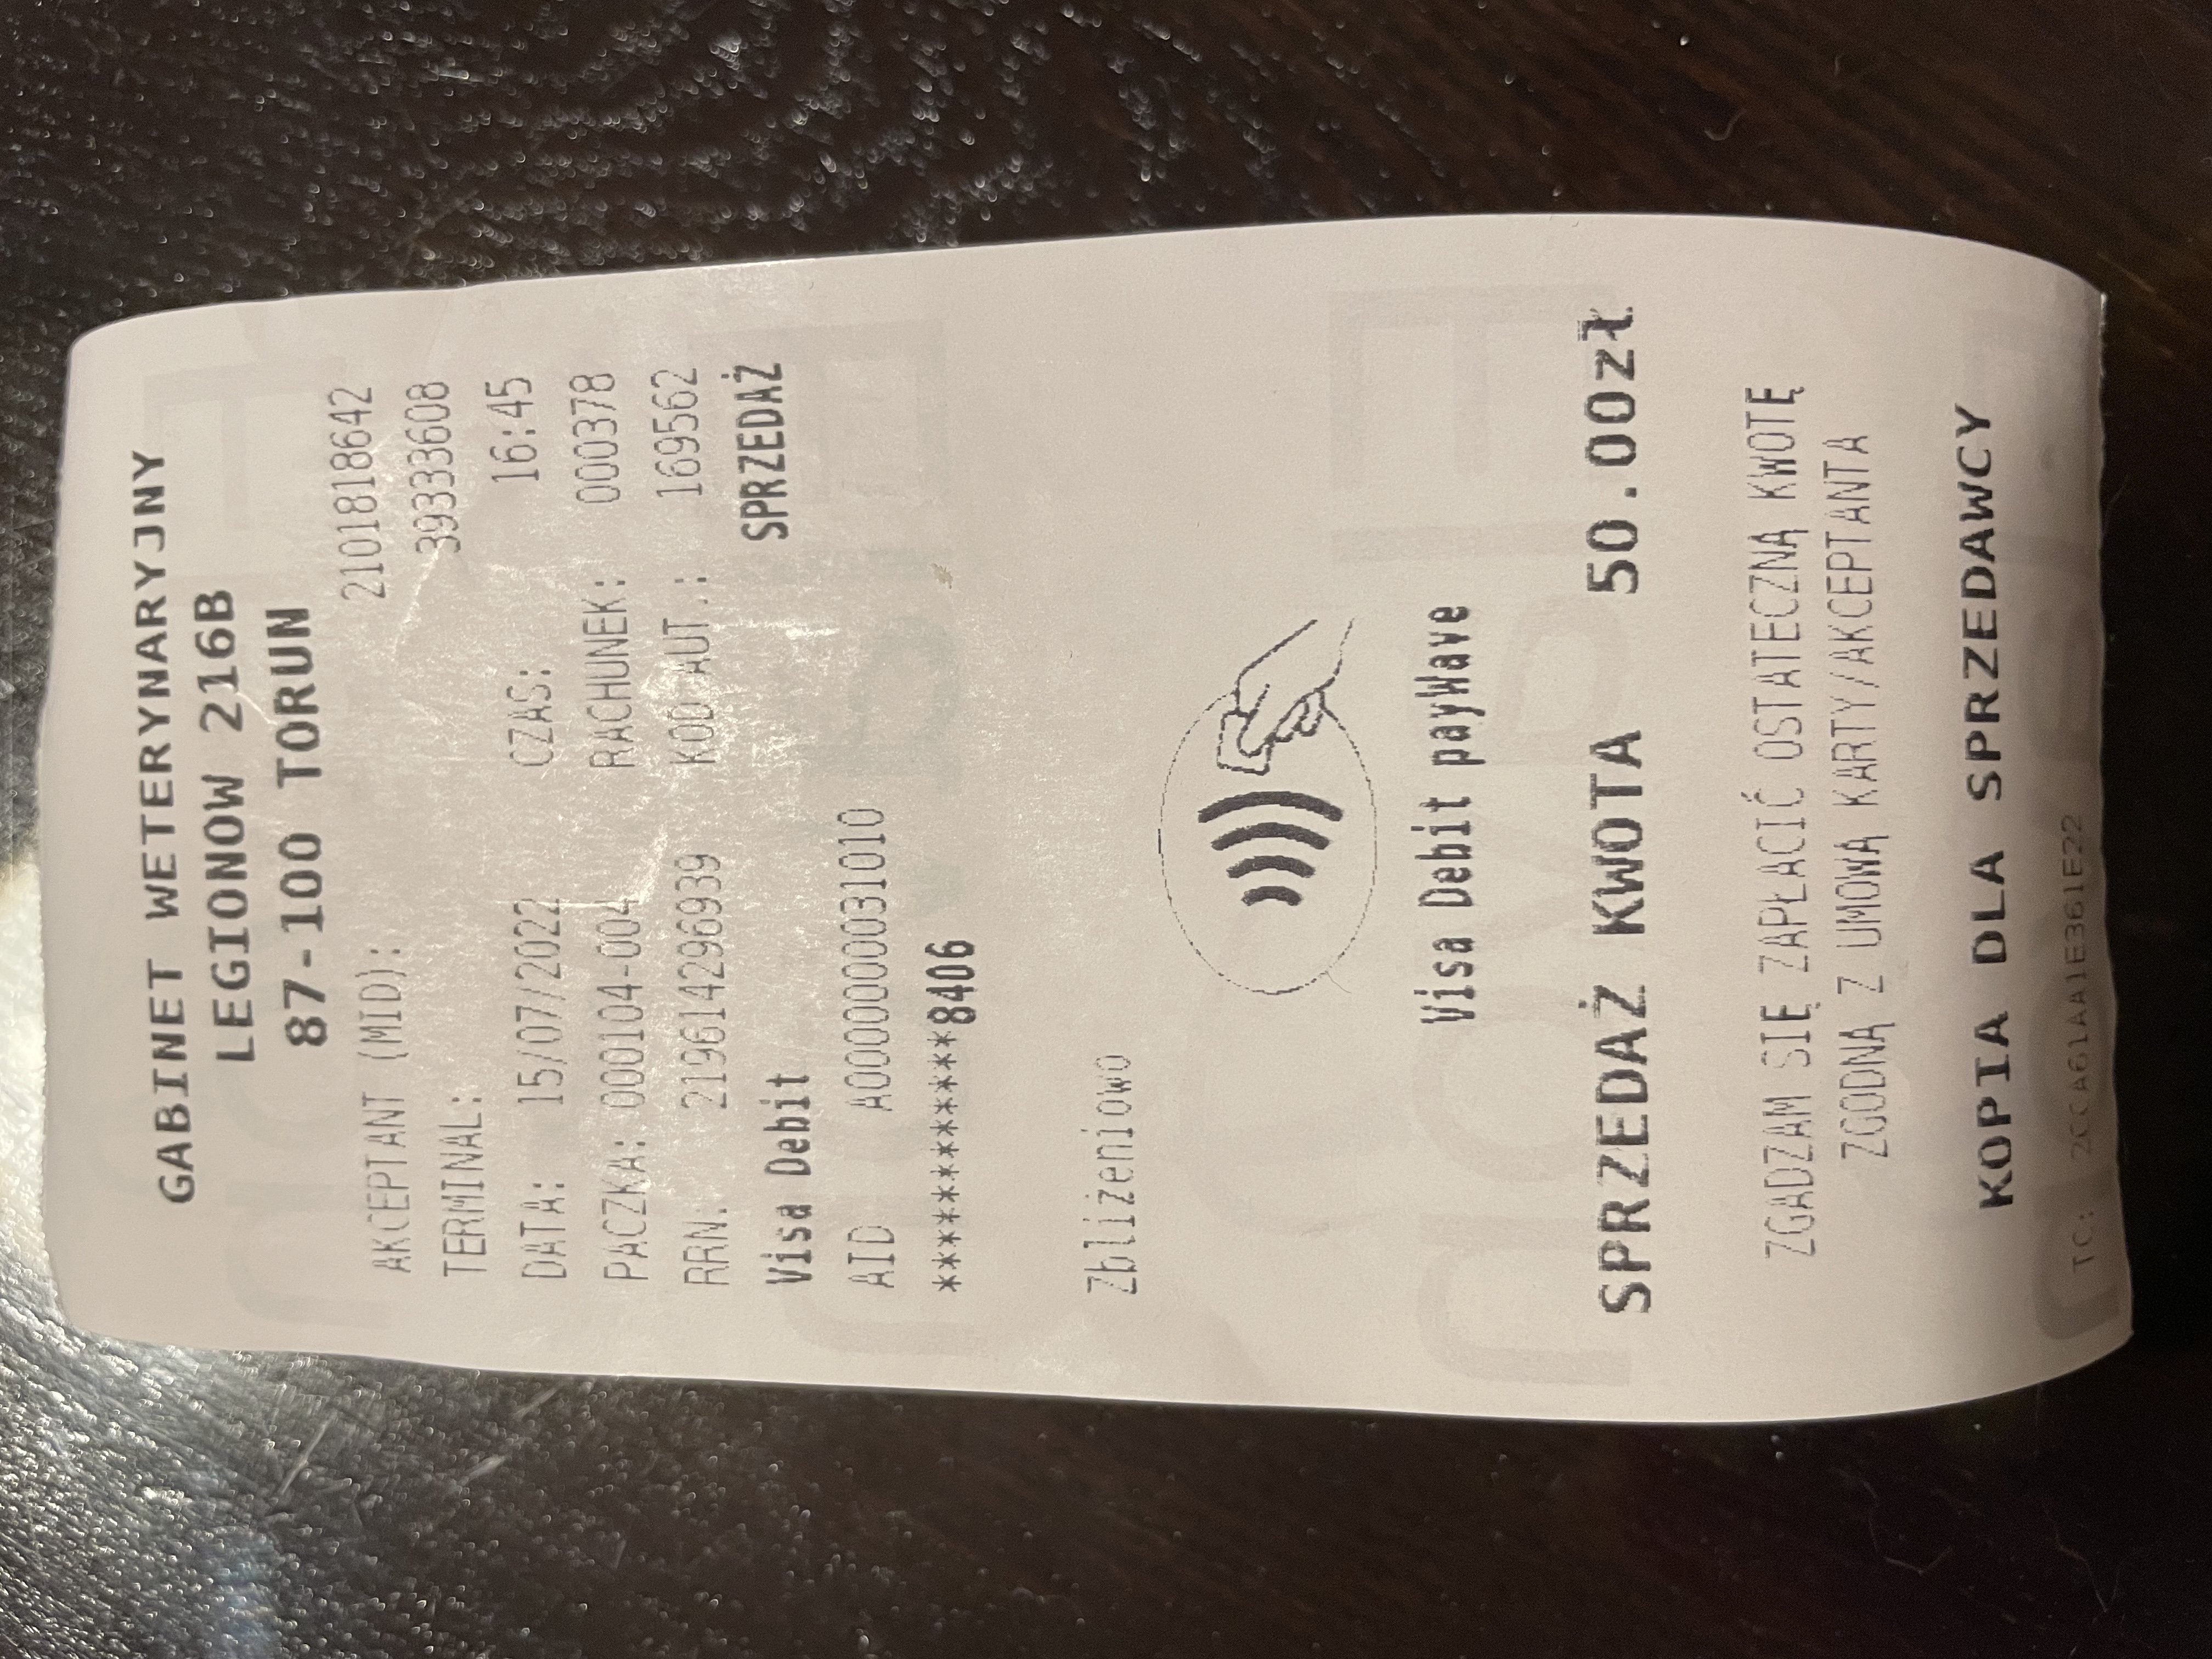 GABINET WETERYNARYJNY
LEGIONOW 216B
87-100 TORUN
AKCEPTANT (MID): 2101818642
TERMINAL: 39333608
DATA: 15/07/2022 CZAS: 16:45
PACZKA: 000104-004 RACHUNEK: 000378
RRN: 219614296939 KOD AUT.: 169562
Visa Debit SPRZEDAŻ
AID A0000000031010
************8406
Zbliżeniowo
Visa Debit payWave
SPRZEDAŻ KWOTA 50.00zł
ZGADZAM SIĘ ZAPŁACIĆ OSTATECZNĄ KWOTĘ
ZGODNĄ Z UMOWĄ KARTY/AKCEPTANTA
KOPIA DLA SPRZEDAWCY
TC: 2CCA61AA1E361E22